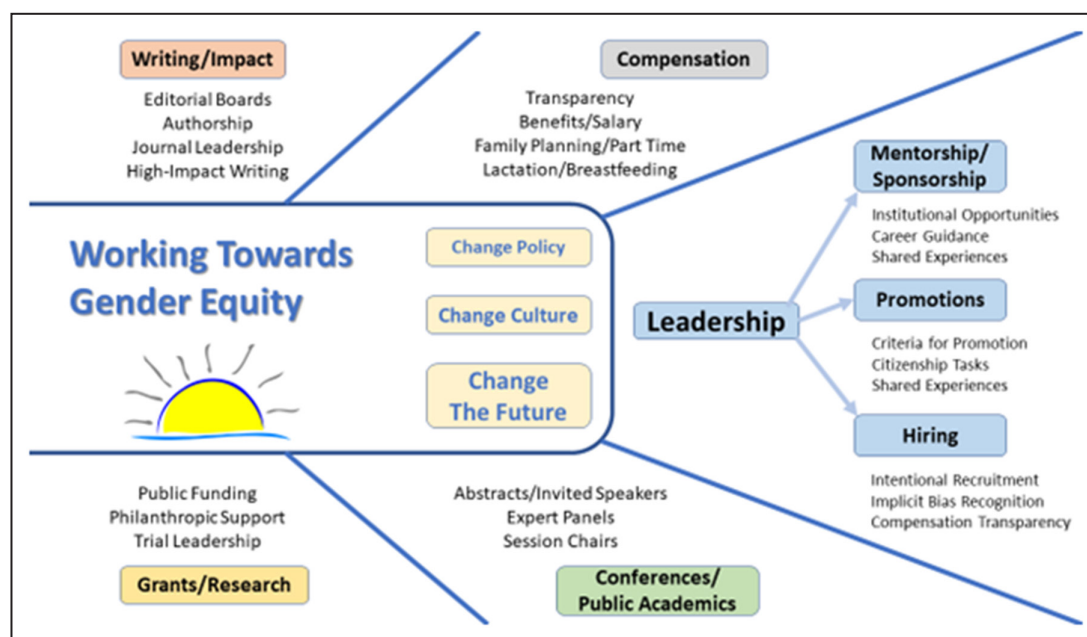 Writing/Impact
Editorial Boards
Authorship
Journal Leadership
High-Impact Writing
Compensation
Transparency
Benefits/Salary
Family Planning/Part Time
Lactation/Breastfeeding
Working Towards
Gender Equity
Change Policy
Change Culture
Change
The Future
Leadership
Mentorship/
Sponsorship
Institutional Opportunities
Career Guidance
Shared Experiences
Promotions
Criteria for Promotion
Citizenship Tasks
Shared Experiences
Hiring
Intentional Recruitment
Implicit Bias Recognition
Compensation Transparency
Public Funding
Philanthropic Support
Trial Leadership
Grants/Research
Abstracts/Invited Speakers
Expert Panels
Session Chairs
Conferences/
Public Academics